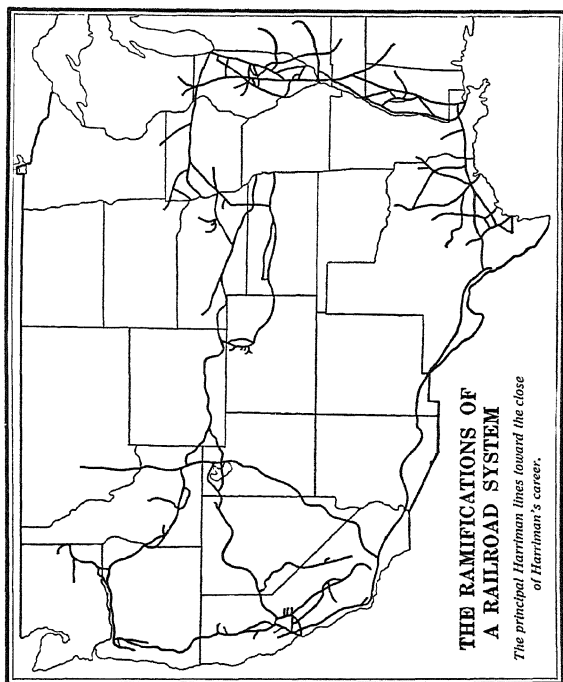 THE RAMIFICATIONS OF
A RAILROAD SYSTEM
The principal Harriman lines toward the close
of Harriman's career.